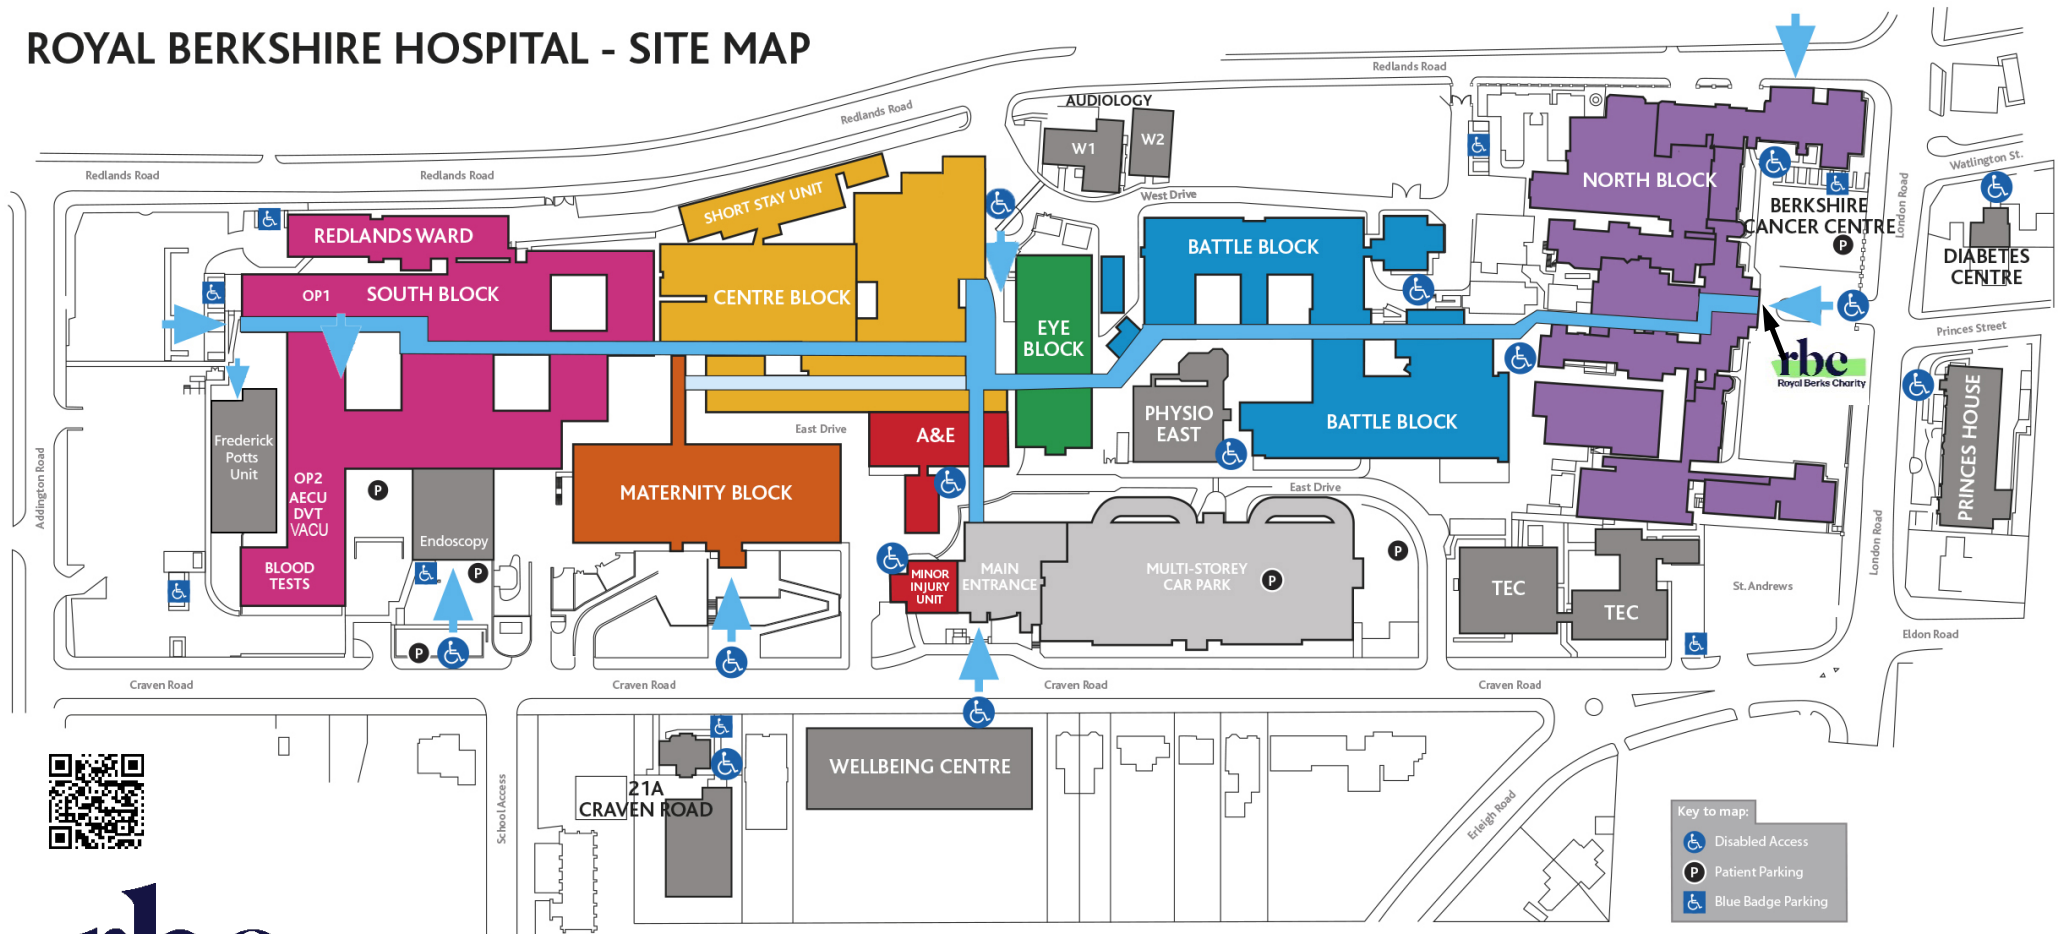 ROYAL BERKSHIRE HOSPITAL - SITE MAP
Redlands Road
Redlands Road
Redlands Road
Redlands Road
AUDIOLOGY
W1
W2
West Drive
NORTH BLOCK
BERKSHIRE
CANCER CENTRE
P
London Road
Watlington St.
DIABETES
CENTRE
Princes Street
SHORT STAY UNIT
REDLANDS WARD
OP1
SOUTH BLOCK
CENTRE BLOCK
EYE
BLOCK
BATTLE BLOCK
BATTLE BLOCK
rbc
Royal Berks Charity
PRINCES HOUSE
PHYSIO
EAST
East Drive
A&E
Addington Road
Frederick
Potts
Unit
OP2
AECU
DVT
VACU
P
MATERNITY BLOCK
East Drive
Endoscopy
P
BLOOD
TESTS
MINOR
INJURY
UNIT
MAIN
ENTRANCE
MULTI-STOREY
CAR PARK
P
P
TEC
TEC
St. Andrews
London Road
Eldon Road
P
Craven Road
Craven Road
Craven Road
Craven Road
School Access
21A
CRAVEN ROAD
WELLBEING CENTRE
Erleigh Road
Key to map:
Disabled Access
P
Patient Parking
Blue Badge Parking
rbc